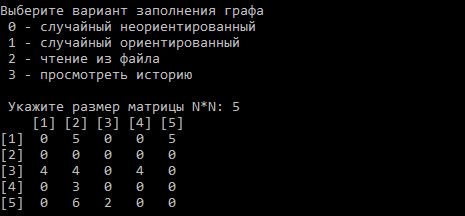 Выберите вариант заполнения графа
0 - случайный неориентированный
1 - случайный ориентированный
2 - чтение из файла
3 - просмотреть историю
Укажите размер матрицы N*N: 5
[1] [2] [3] [4] [5]
[1] 0 5 0 0 5
[2] 0 0 0 0 0
[3] 4 4 0 4 0
[4] 0 3 0 0 0
[5] 0 6 2 0 0